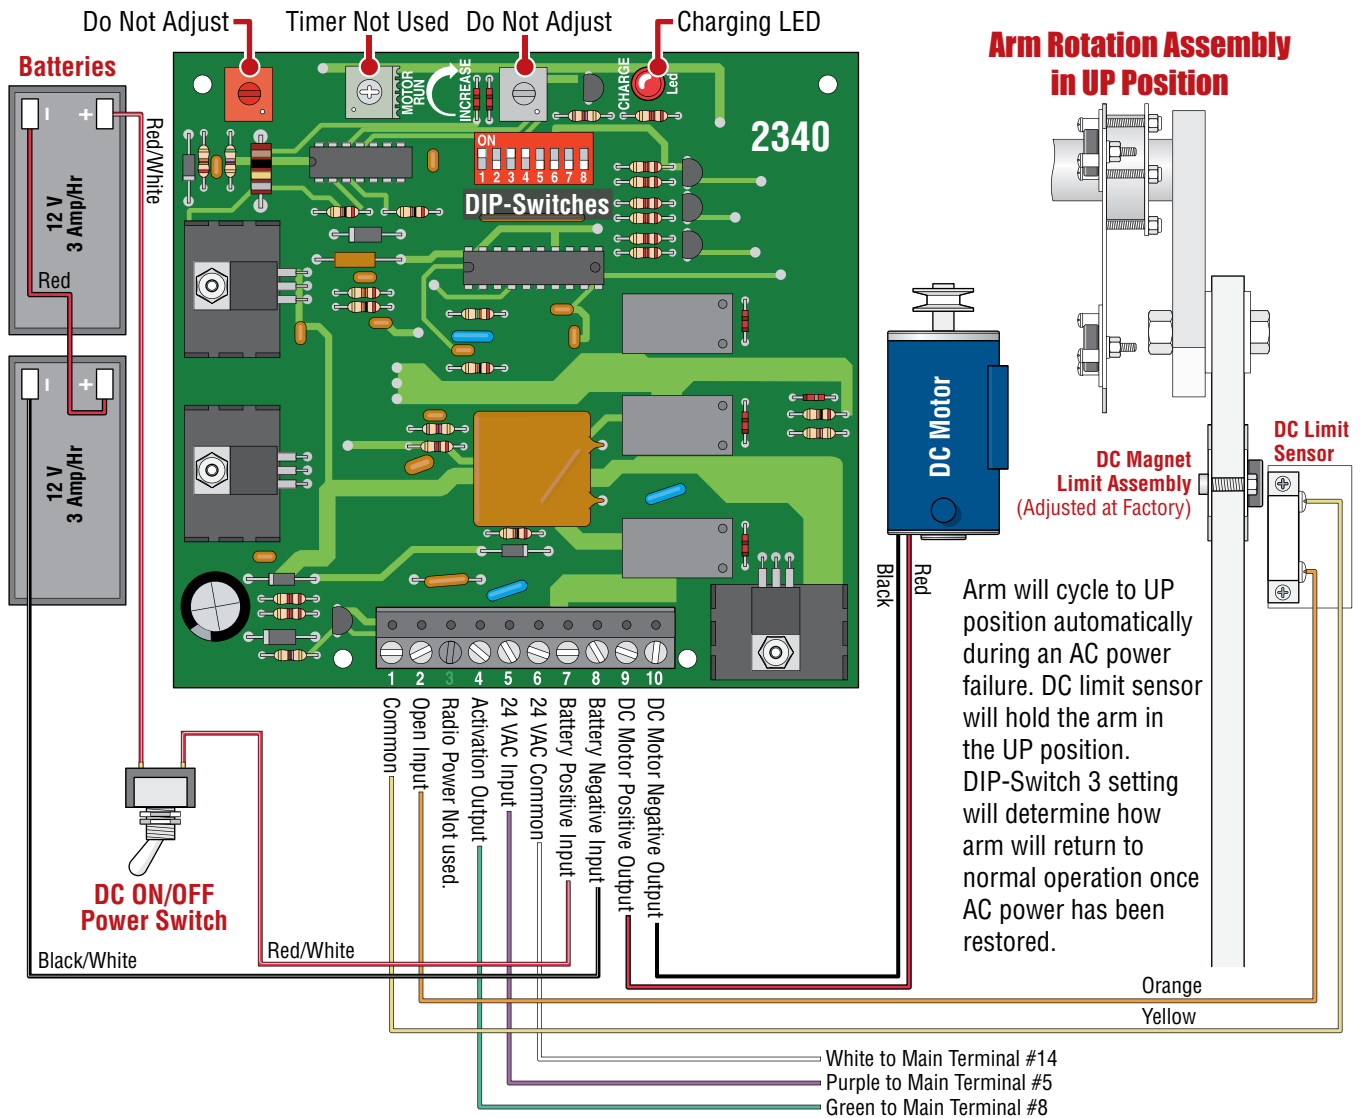 Do Not Adjust
Timer Not Used
Do Not Adjust
Charging LED
Arm Rotation Assembly
in UP Position
Batteries
Red/White
MOTOR
RUN
INCREASE
CHARGE
Led
2340
ON
1 2 3 4 5 6 7 8
DIP-Switches
– +
12 V
3 Amp/Hr
Red
– +
12 V
3 Amp/Hr
DC Motor
Black
Red
DC Limit
Sensor
DC Magnet
Limit Assembly
(Adjusted at Factory)
Arm will cycle to UP
position automatically
during an AC power
failure. DC limit sensor
will hold the arm in
the UP position.
DIP-Switch 3 setting
will determine how
arm will return to
normal operation once
AC power has been
restored.
1 2 3 4 5 6 7 8 9 10
Common
Open Input
Radio Power Not used.
Activation Output
24 VAC Input
24 VAC Common
Battery Positive Input
Battery Negative Input
DC Motor Positive Output
DC Motor Negative Output
DC ON/OFF
Power Switch
Black/White
Red/White
Orange
Yellow
White to Main Terminal #14
Purple to Main Terminal #5
Green to Main Terminal #8